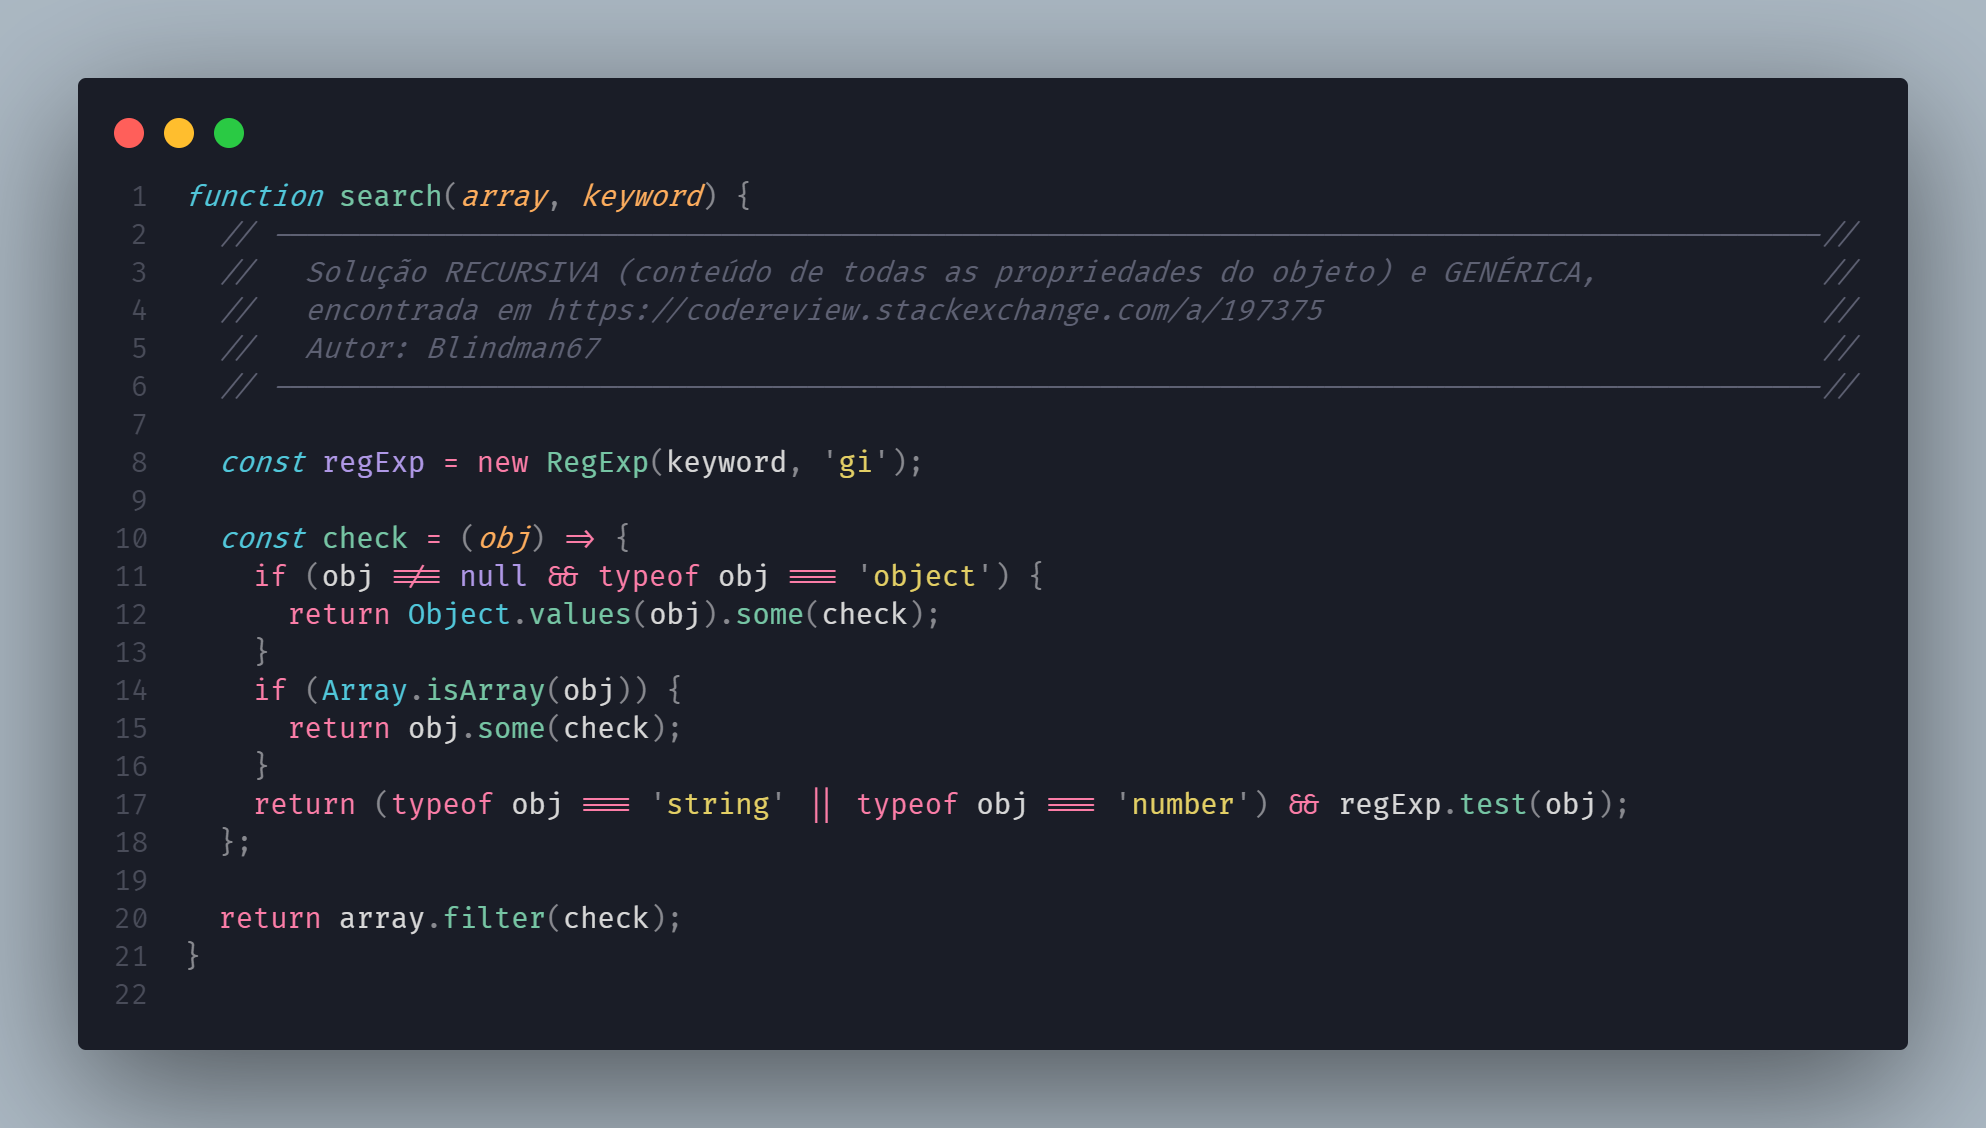 1 function search(array, keyword) {
2 // ------------------------------------------------------------------------------------------//
3 //   Solução RECURSIVA (conteúdo de todas as propriedades do objeto) e GENÉRICA,             //
4 //   encontrada em https://codereview.stackexchange.com/a/197375                             //
5 //   Autor: Blindman67                                                                       //
6 // ------------------------------------------------------------------------------------------//
7
8   const regExp = new RegExp(keyword, 'gi');
9
10   const check = (obj) => {
11     if (obj !== null && typeof obj === 'object') {
12       return Object.values(obj).some(check);
13     }
14     if (Array.isArray(obj)) {
15       return obj.some(check);
16     }
17     return (typeof obj === 'string' || typeof obj === 'number') && regExp.test(obj);
18   };
19
20   return array.filter(check);
21 }
22